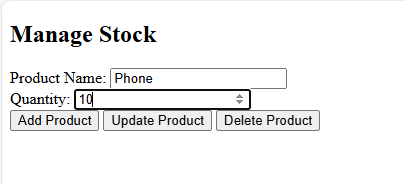 Manage Stock
Product Name: Phone
Quantity: 10
Add Product Update Product Delete Product